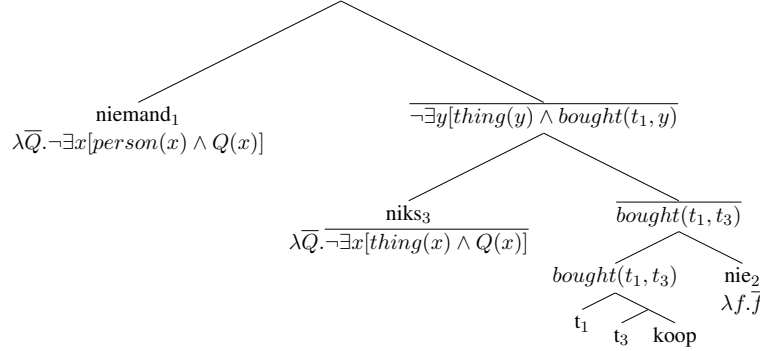 niemand₁
λQ̅.¬∃x[person(x) ∧ Q(x)]
¬∃y[thing(y) ∧ bought(t₁, y)
niks₃
λQ̅.¬∃x[thing(x) ∧ Q(x)]
bought(t₁, t₃)
bought(t₁, t₃)
nie₂
λf.f̅
t₁
t₃
koop